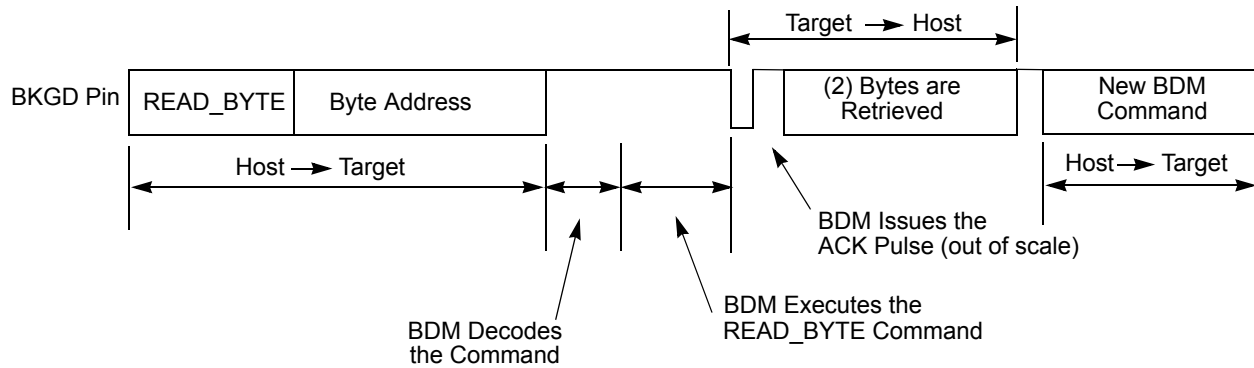 Target → Host
BKGD Pin
READ_BYTE
Byte Address
(2) Bytes are
Retrieved
New BDM
Command
Host → Target
Host → Target
BDM Issues the
ACK Pulse (out of scale)
BDM Decodes
the Command
BDM Executes the
READ_BYTE Command